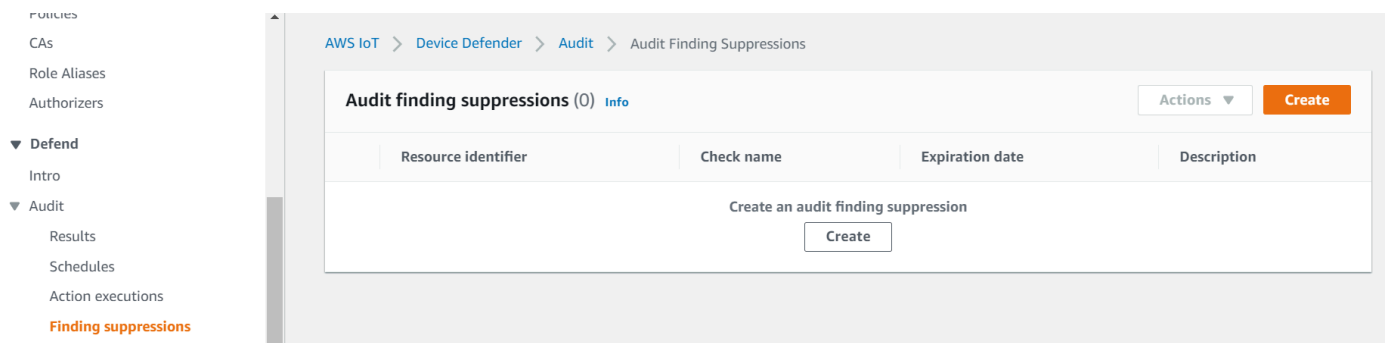 Policies
CAs
Role Aliases
Authorizers
Defend
Intro
Audit
Results
Schedules
Action executions
Finding suppressions
AWS IoT > Device Defender > Audit > Audit Finding Suppressions
Audit finding suppressions (0) Info
Actions Create
Resource identifier Check name Expiration date Description
Create an audit finding suppression
Create